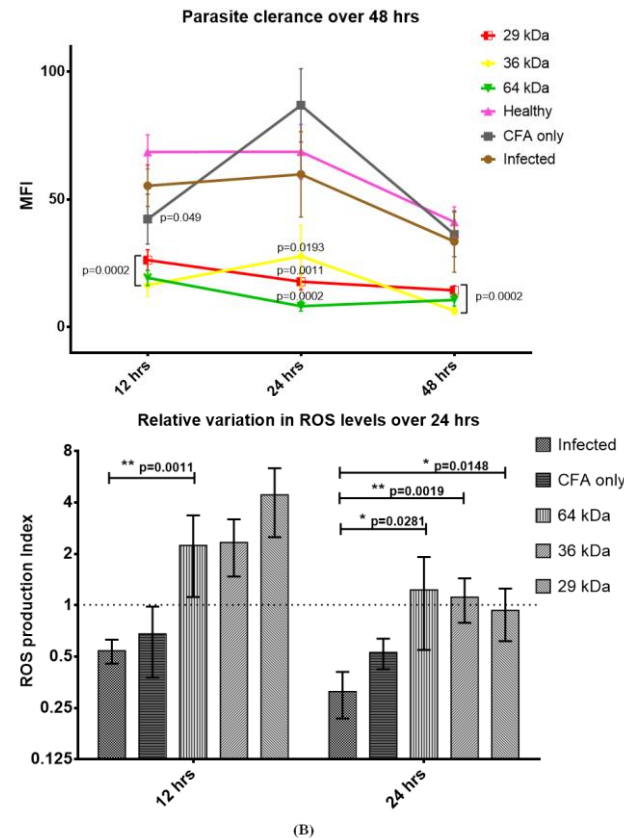 Parasite clerance over 48 hrs
29 kDa
36 kDa
64 kDa
Healthy
CFA only
Infected
100
50
0
MFI
p=0.049
p=0.0193
p=0.0002
p=0.0011
p=0.0002
p=0.0002
12 hrs
24 hrs
48 hrs
Relative variation in ROS levels over 24 hrs
Infected
CFA only
64 kDa
36 kDa
29 kDa
8
4
2
1
0.5
0.25
0.125
ROS production Index
** p=0.0011
* p=0.0148
** p=0.0019
* p=0.0281
12 hrs
24 hrs
(B)